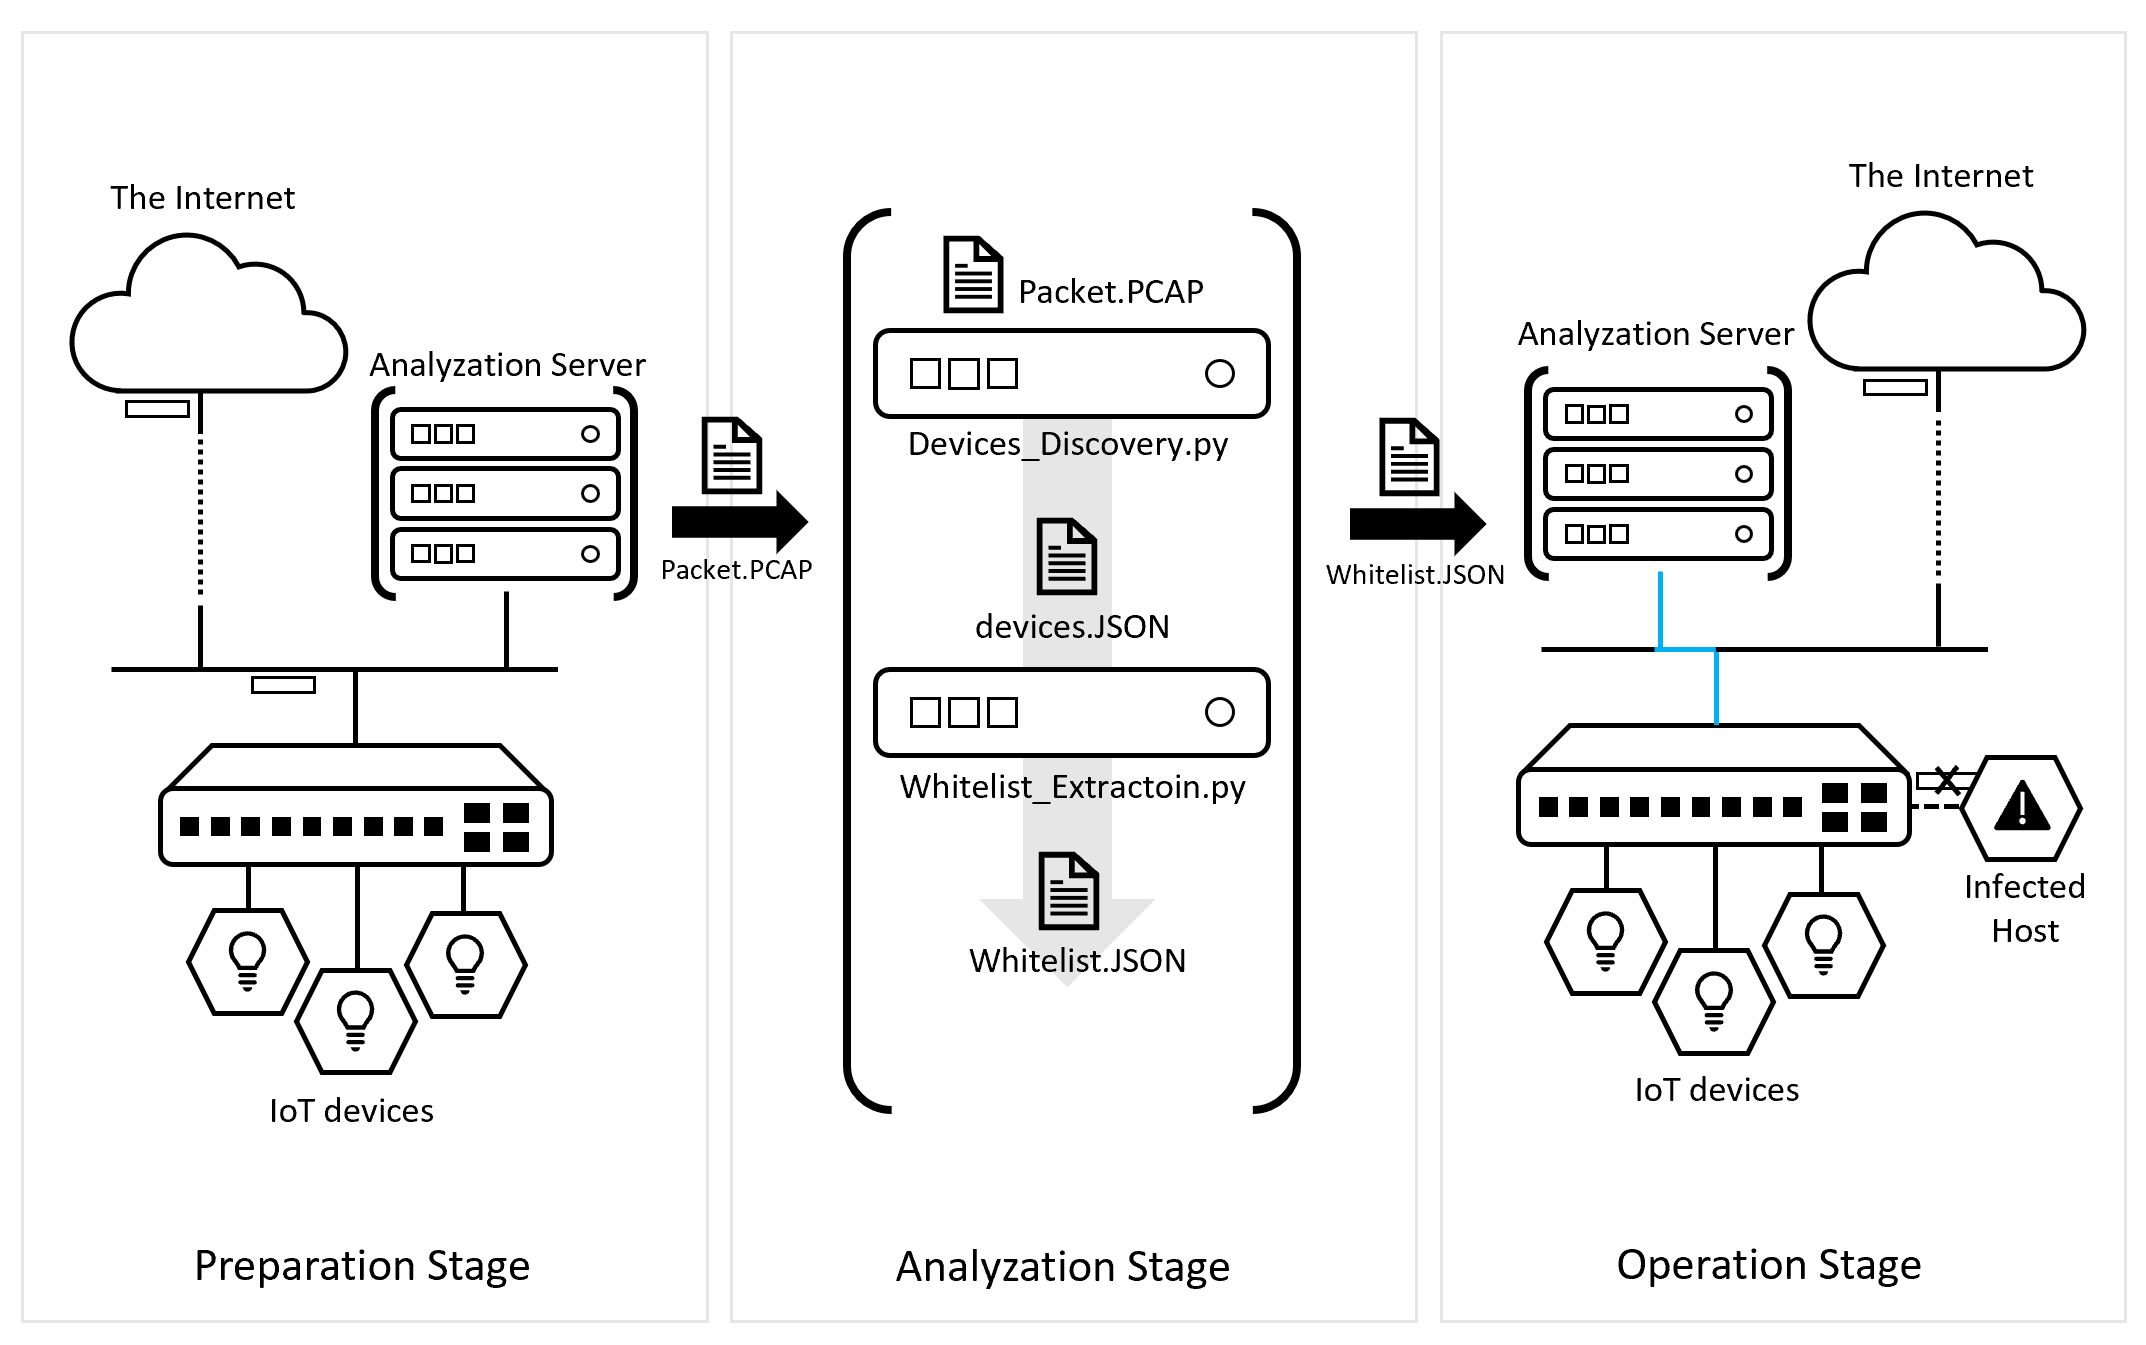 The Internet
Analyzation Server
Packet.PCAP
IoT devices
Preparation Stage
Packet.PCAP
Devices_Discovery.py
devices.JSON
Whitelist_Extractoin.py
Whitelist.JSON
Analyzation Stage
Whitelist.JSON
The Internet
Analyzation Server
Infected
Host
IoT devices
Operation Stage